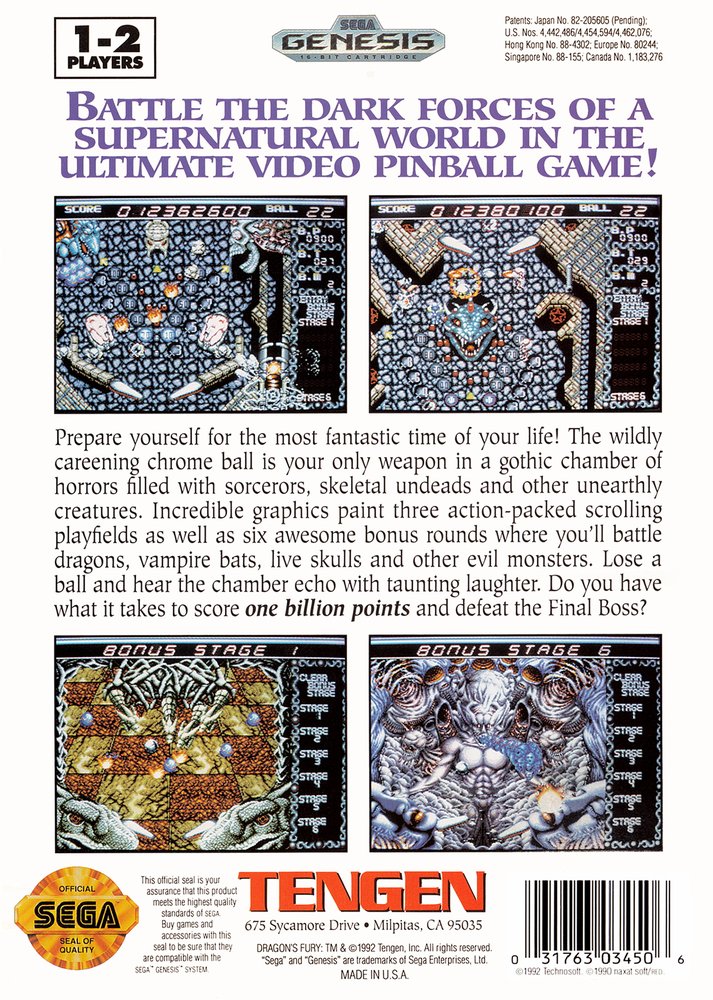 1-2
PLAYERS
SEGA
GENESIS
16-BIT CARTRIDGE
Patents: Japan No. 82-205605 (Pending);
U.S. Nos. 4,442,486/4,454,594/4,462,076;
Hong Kong No. 88-4302; Europe No. 80244;
Singapore No. 88-155; Canada No. 1,183,276
BATTLE THE DARK FORCES OF A
SUPERNATURAL WORLD IN THE
ULTIMATE VIDEO PINBALL GAME!
SCORE 012362600 BALL 22
ENTRY
BONUS
STAGE
STAGE 6
SCORE 012380100 BALL 22
ENTRY
BONUS
STAGE
STAGE 6
Prepare yourself for the most fantastic time of your life! The wildly
careening chrome ball is your only weapon in a gothic chamber of
horrors filled with sorcerors, skeletal undeads and other unearthly
creatures. Incredible graphics paint three action-packed scrolling
playfields as well as six awesome bonus rounds where you'll battle
dragons, vampire bats, live skulls and other evil monsters. Lose a
ball and hear the chamber echo with taunting laughter. Do you have
what it takes to score one billion points and defeat the Final Boss?
BONUS STAGE 1
CLEAR
BONUS
STAGE
STAGE
1
STAGE
2
STAGE
3
STAGE
4
STAGE
5
STAGE
6
BONUS STAGE 6
CLEAR
BONUS
STAGE
STAGE
1
STAGE
2
STAGE
3
STAGE
4
STAGE
5
STAGE
6
OFFICIAL
SEGA
SEAL OF
QUALITY
This official seal is your
assurance that this product
meets the highest quality
standards of SEGA.
Buy games and
accessories with this
seal to be sure that they
are compatible with the
SEGA™ GENESIS™ SYSTEM.
TENGEN
675 Sycamore Drive • Milpitas, CA 95035
DRAGON'S FURY: TM & ©1992 Tengen, Inc. All rights reserved.
"Sega" and "Genesis" are trademarks of Sega Enterprises, Ltd.
MADE IN U.S.A.
0 31763 03450 6
©1992 Technosoft. ©1990 naxat soft/RED.